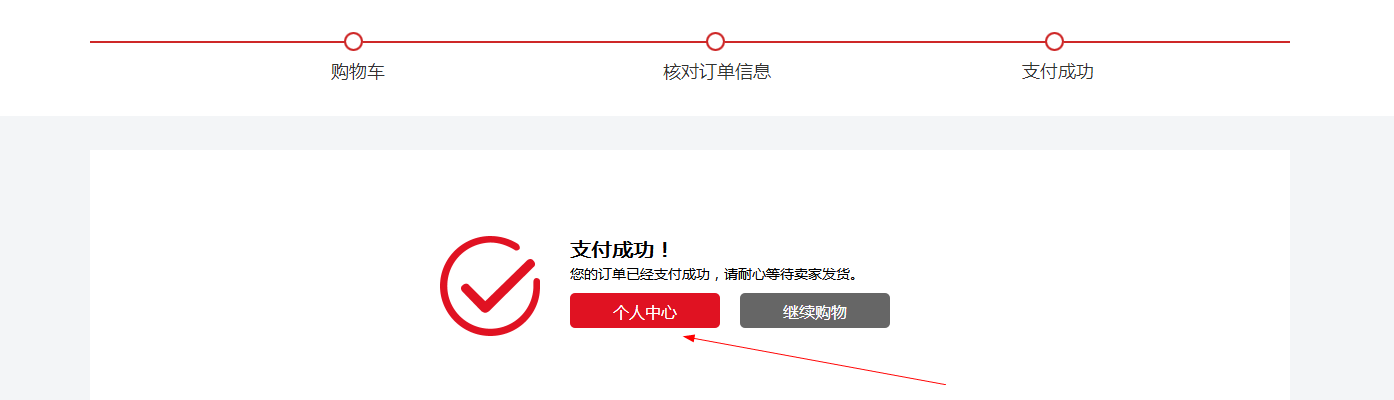 购物车
核对订单信息
支付成功
支付成功！
您的订单已经支付成功，请耐心等待卖家发货。
个人中心
继续购物